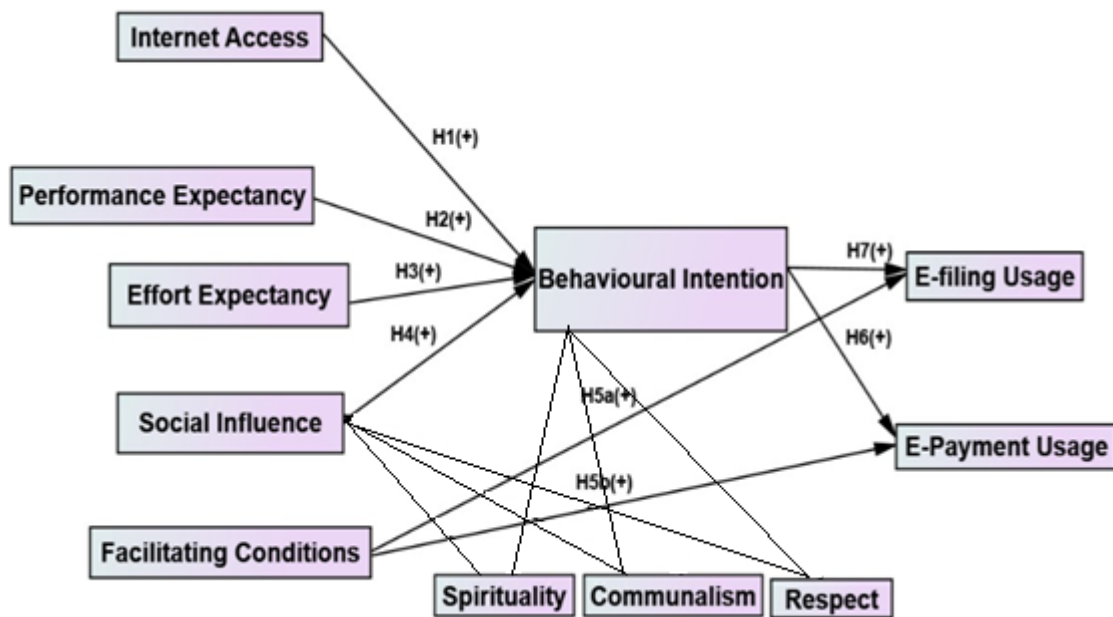 Internet Access
H1(+)
Performance Expectancy
H2(+)
H3(+)
Effort Expectancy
Behavioural Intention
H7(+)
E-filing Usage
H4(+)
H6(+)
Social Influence
H5a(+)
E-Payment Usage
H5b(+)
Facilitating Conditions
Spirituality
Communalism
Respect